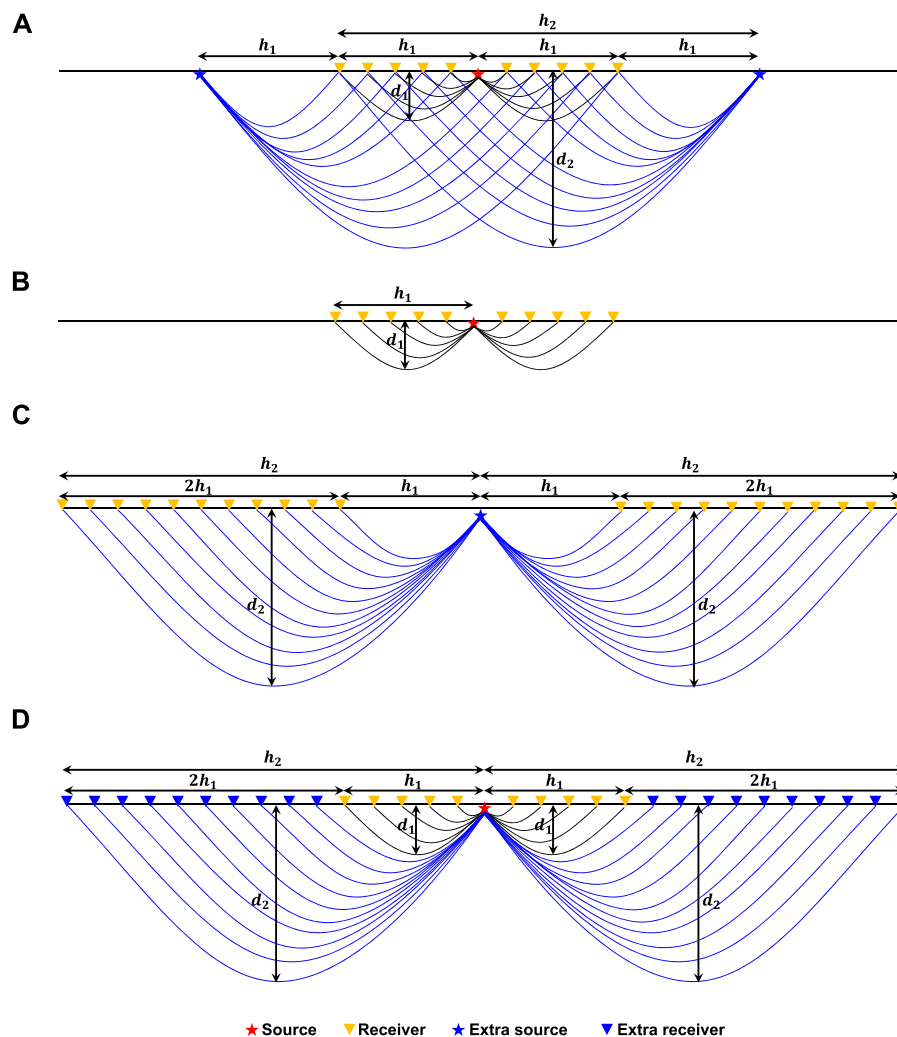 A
h₂
h₁ h₁ h₁ h₁
d₁
d₂
B
h₁
d₁
C
h₂ h₂
2h₁ h₁ h₁ 2h₁
d₂ d₂
D
h₂ h₂
2h₁ h₁ h₁ 2h₁
d₁ d₁
d₂ d₂
Source Receiver Extra source Extra receiver